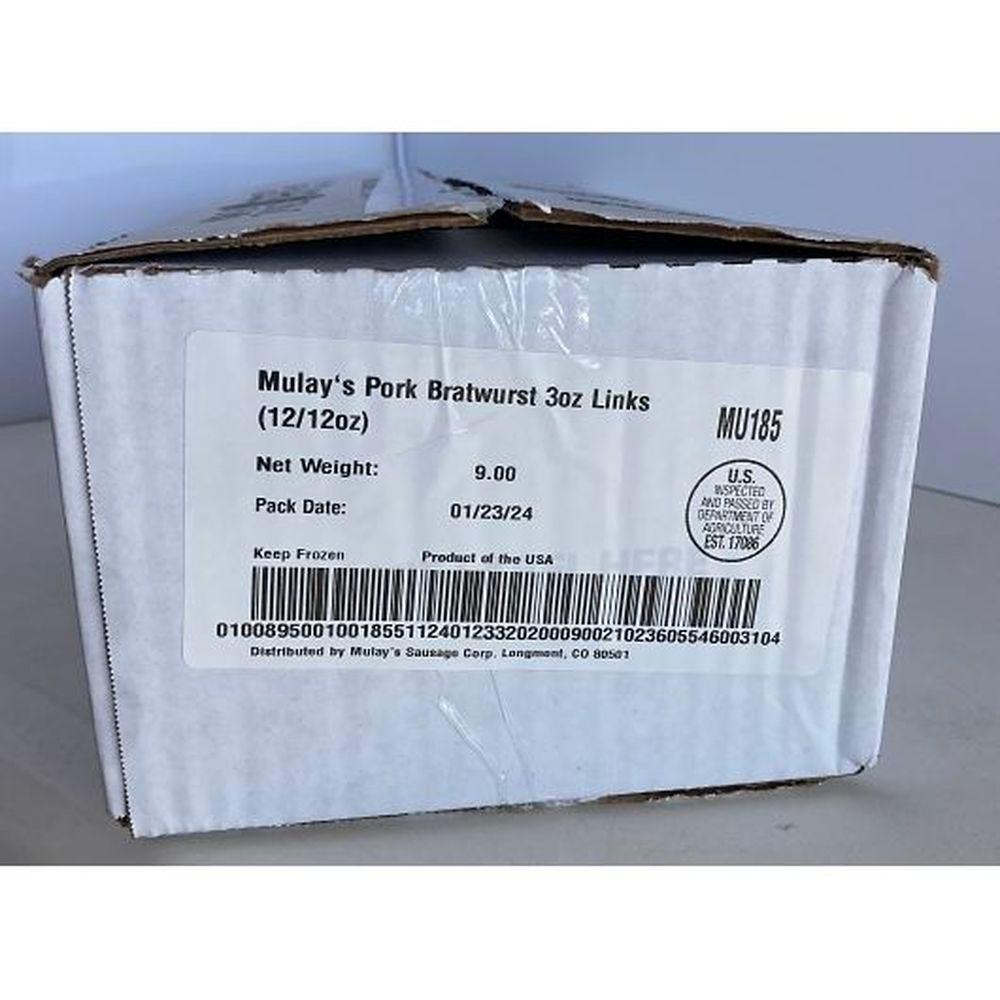 Mulay's Pork Bratwurst 3oz Links
(12/12oz)
MU185
Net Weight: 9.00
Pack Date: 01/23/24
U.S.
INSPECTED
AND PASSED BY
DEPARTMENT OF
AGRICULTURE
EST. 17086
Keep Frozen Product of the USA
0100895001001855112401233202000900210236055460031​04
Distributed by Mulay's Sausage Corp. Longmont, CO 80501